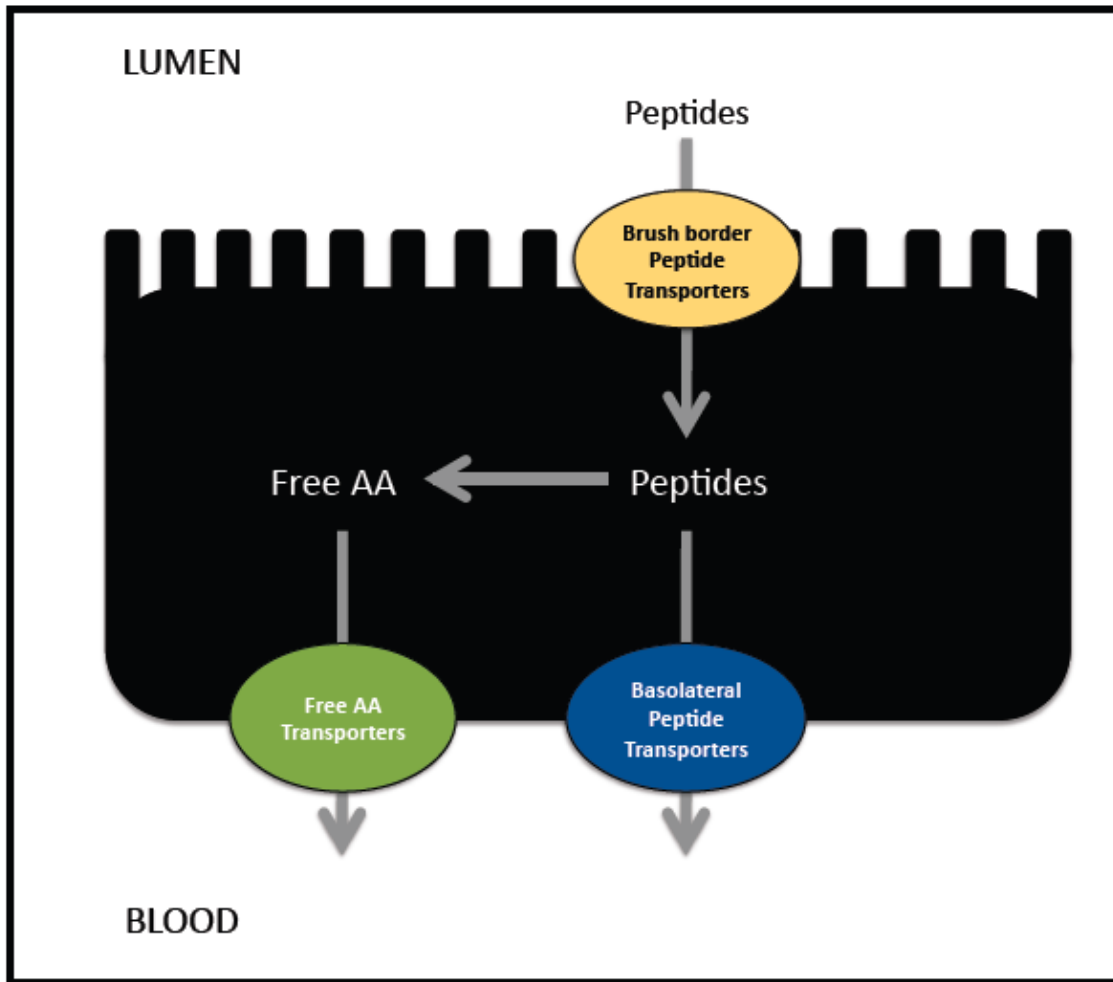 LUMEN
Peptides
Brush border
Peptide
Transporters
Free AA
Peptides
Free AA
Transporters
Basolateral
Peptide
Transporters
BLOOD